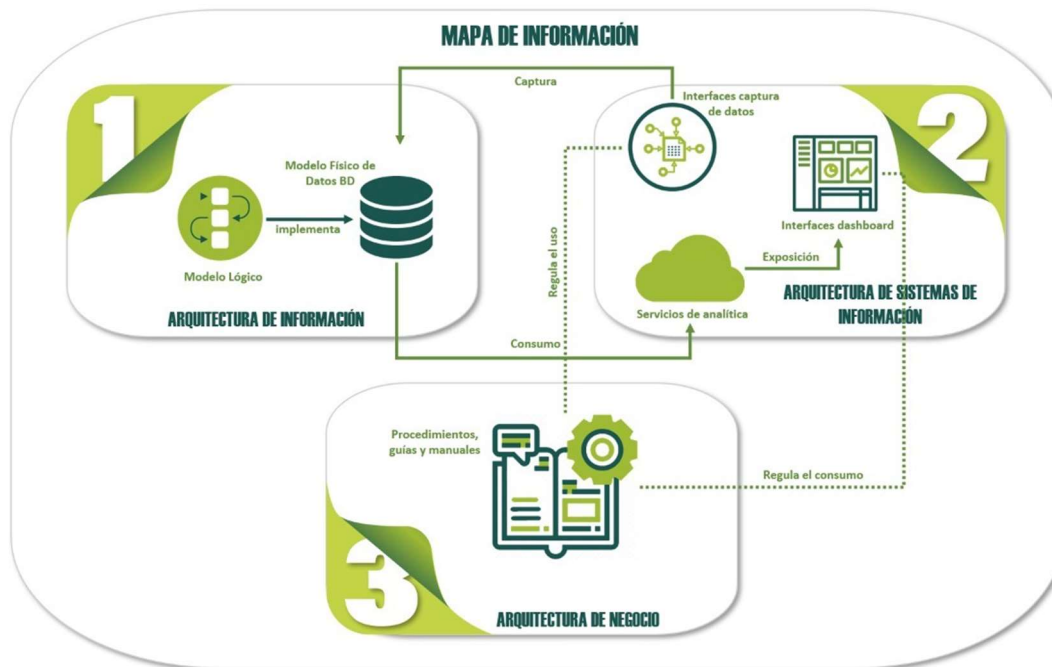 MAPA DE INFORMACIÓN
Captura
Interfaces captura
de datos
1
2
Modelo Físico de
Datos BD
implementa
Modelo Lógico
ARQUITECTURA DE INFORMACIÓN
Regula el uso
Interfaces dashboard
Exposición
Servicios de analítica
ARQUITECTURA DE SISTEMAS DE
INFORMACIÓN
Consumo
Procedimientos,
guías y manuales
Regula el consumo
3
ARQUITECTURA DE NEGOCIO